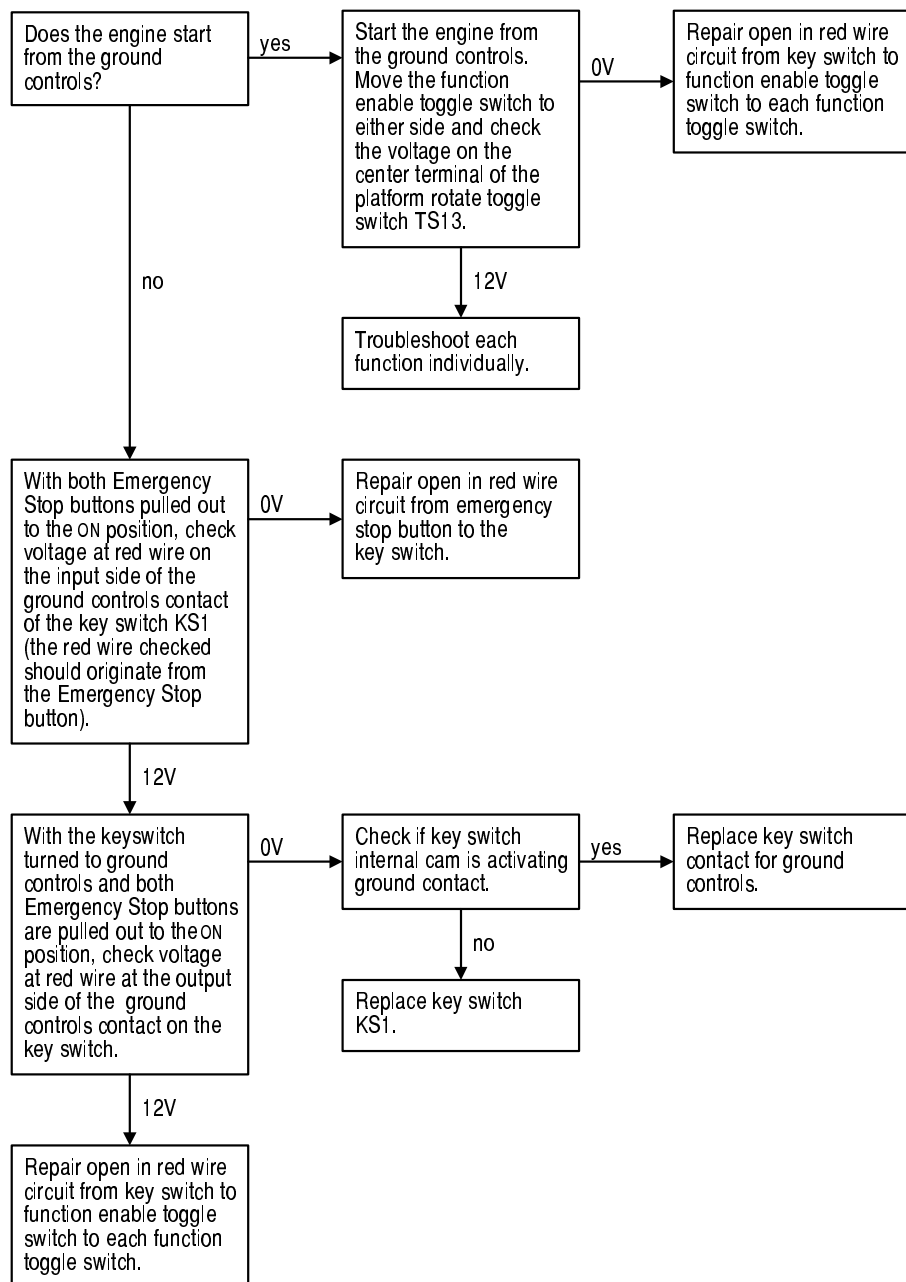 Does the engine start
from the ground
controls?
yes
Start the engine from
the ground controls.
Move the function
enable toggle switch to
either side and check
the voltage on the
center terminal of the
platform rotate toggle
switch TS13.
0V
Repair open in red wire
circuit from key switch to
function enable toggle
switch to each function
toggle switch.
no
12V
Troubleshoot each
function individually.
With both Emergency
Stop buttons pulled out
to the ON position, check
voltage at red wire on
the input side of the
ground controls contact
of the key switch KS1
(the red wire checked
should originate from
the Emergency Stop
button).
0V
Repair open in red wire
circuit from emergency
stop button to the
key switch.
12V
With the keyswitch
turned to ground
controls and both
Emergency Stop buttons
are pulled out to the ON
position, check voltage
at red wire at the output
side of the ground
controls contact on the
key switch.
0V
Check if key switch
internal cam is activating
ground contact.
yes
Replace key switch
contact for ground
controls.
no
Replace key switch
KS1.
12V
Repair open in red wire
circuit from key switch to
function enable toggle
switch to each function
toggle switch.